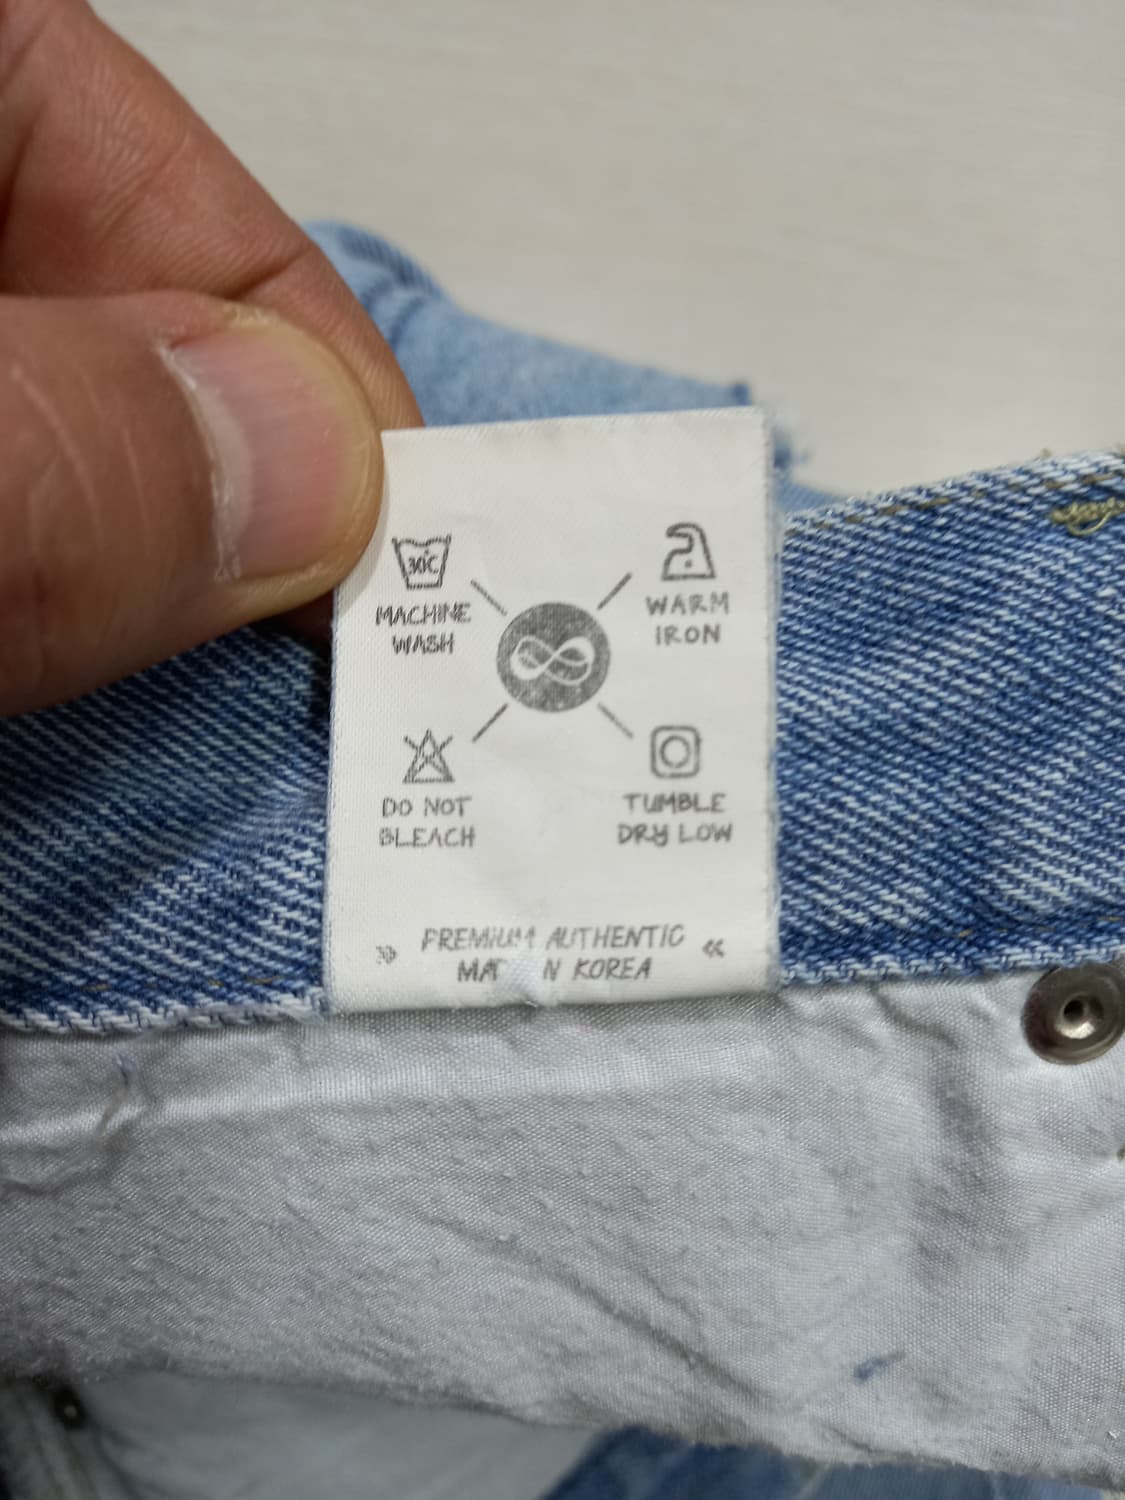 30°C
MACHINE
WASH
WARM
IRON
DO NOT
BLEACH
TUMBLE
DRY LOW
PREMIUM AUTHENTIC
KOREA